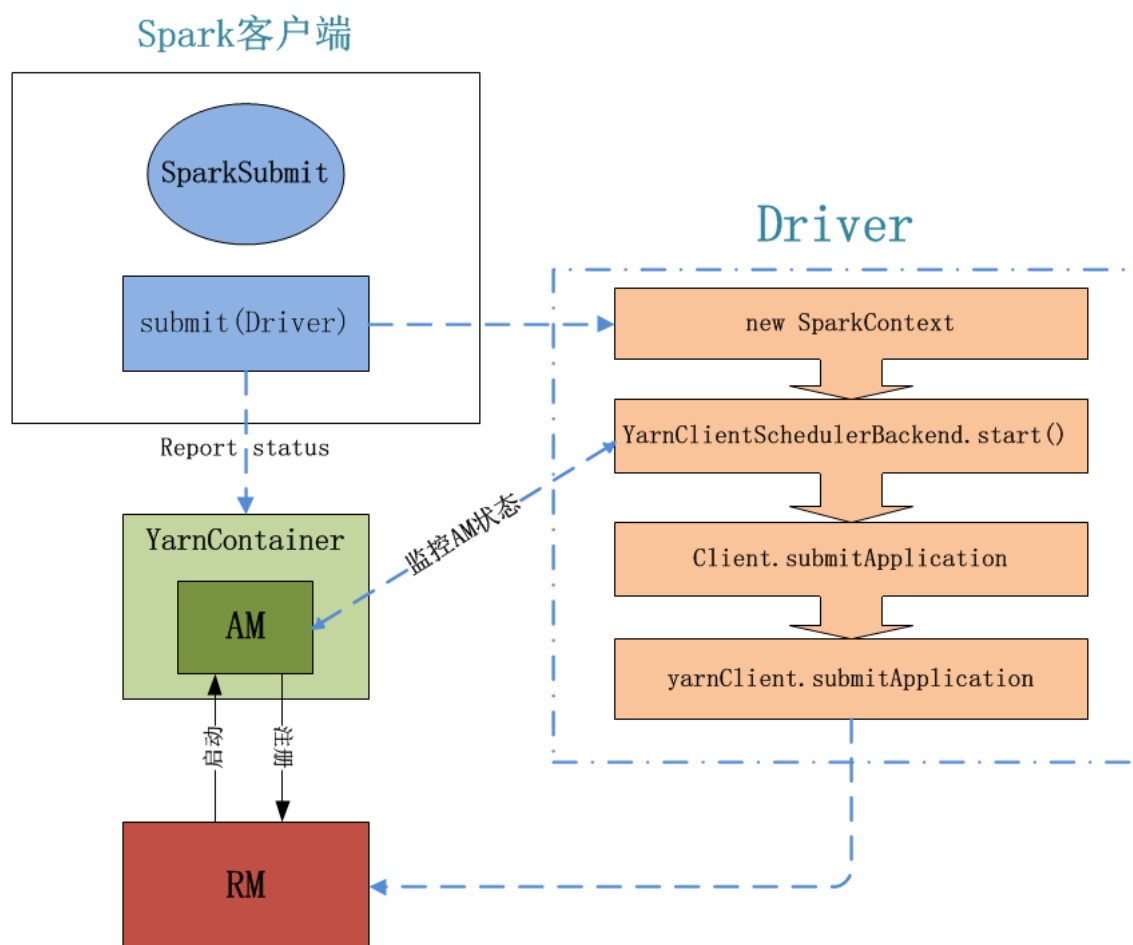 Spark客户端
SparkSubmit
submit(Driver)
Report status
YarnContainer
AM
启动
注册
RM
监控AM状态
Driver
new SparkContext
YarnClientSchedulerBackend.start()
Client.submitApplication
yarnClient.submitApplication